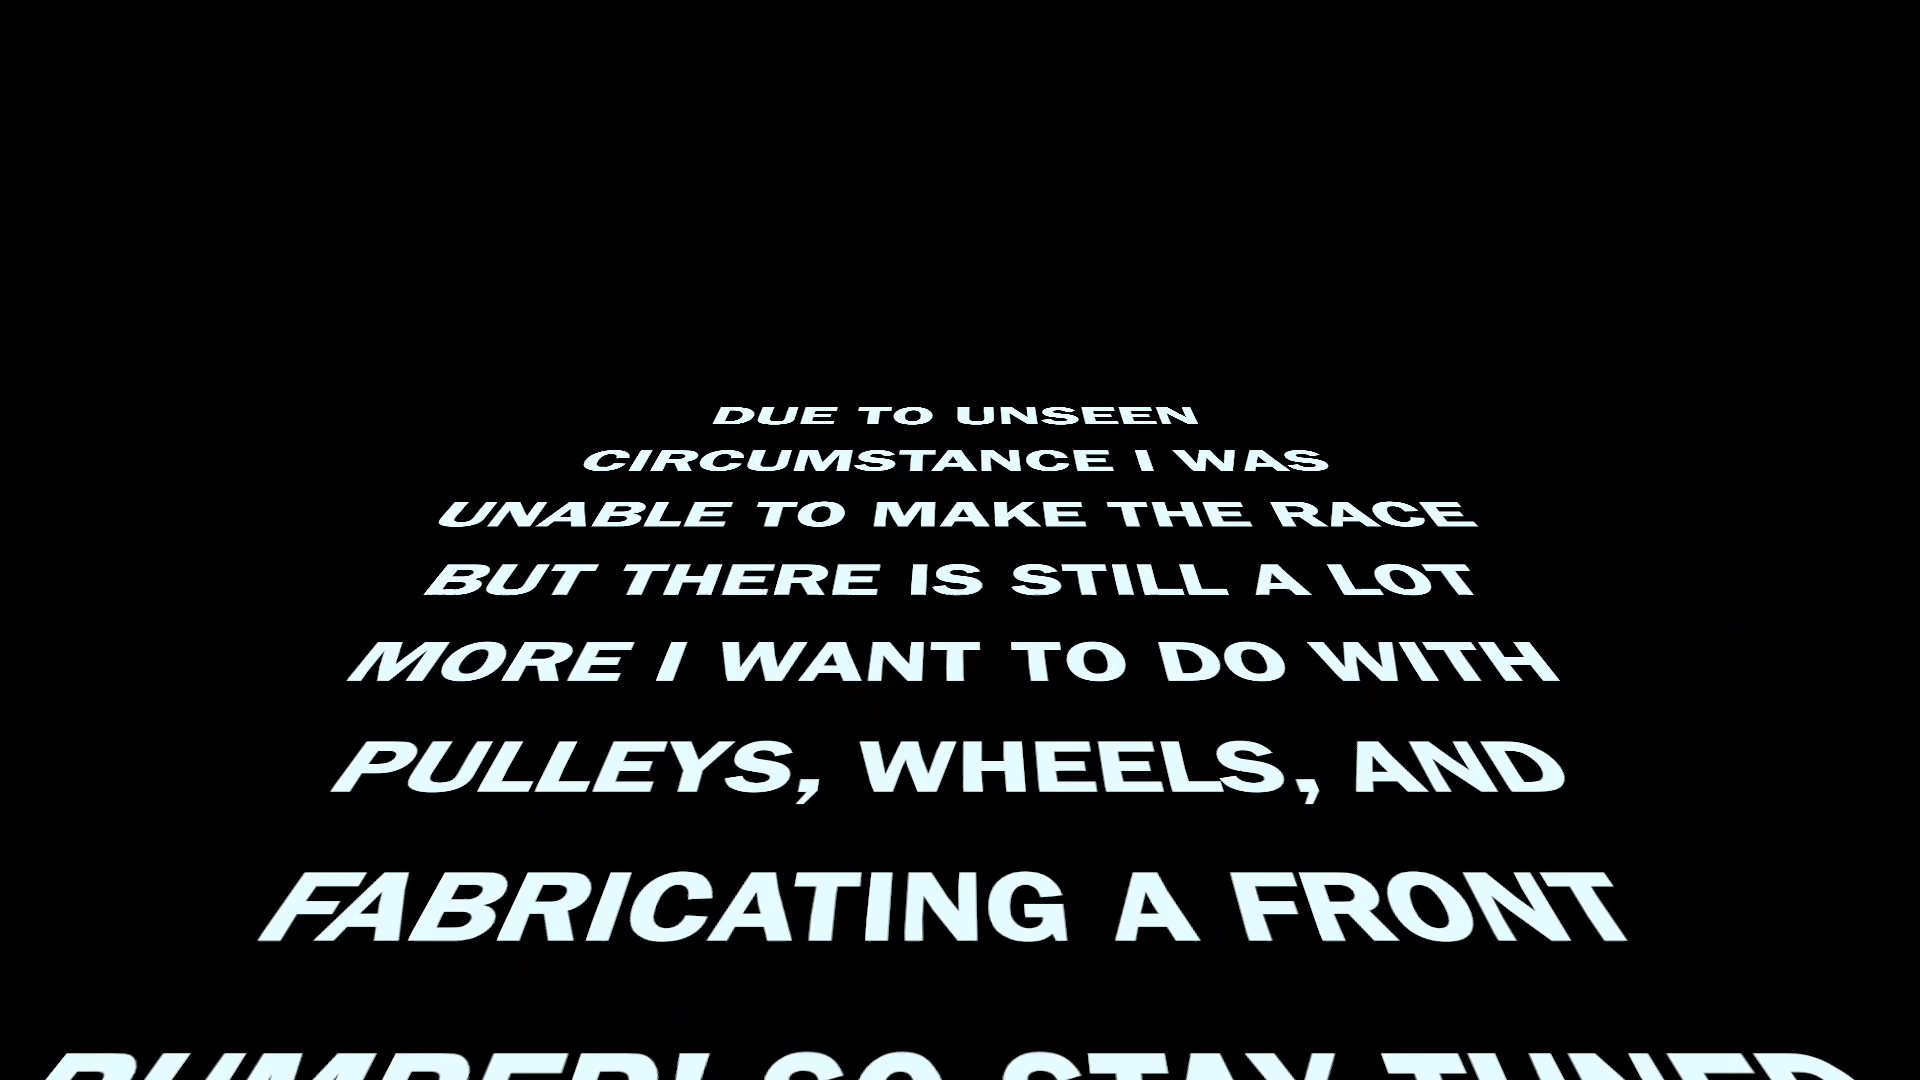 DUE TO UNSEEN
CIRCUMSTANCE I WAS
UNABLE TO MAKE THE RACE
BUT THERE IS STILL A LOT
MORE I WANT TO DO WITH
PULLEYS, WHEELS, AND
FABRICATING A FRONT
BUMPER! SO STAY TUNED